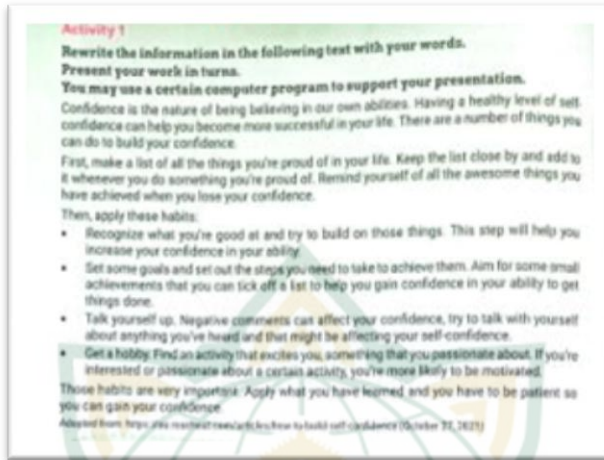 Activity 1
Rewrite the information in the following text with your words.
Present your work in turns.
You may use a certain computer program to support your presentation.
Confidence is the nature of being believing in our own abilities. Having a healthy level of self-
confidence can help you become more successful in your life. There are a number of things you
can do to build your confidence.
First, make a list of all the things you're proud of in your life. Keep the list close by and add to
it whenever you do something you're proud of. Remind yourself of all the awesome things you
have achieved when you lose your confidence.
Then, apply these habits:
• Recognize what you're good at and try to build on those things. This step will help you
increase your confidence in your ability.
• Set some goals and set out the steps you need to take to achieve them. Aim for some small
achievements that you can tick off a list to help you gain confidence in your ability to get
things done.
• Talk yourself up. Negative comments can affect your confidence, try to talk with yourself
about anything you've heard and that might be affecting your self-confidence.
• Get a hobby. Find an activity that excites you, something that you passionate about. If you're
interested or passionate about a certain activity, you're more likely to be motivated.
Those habits are very important. Apply what you have learned and you have to be patient so
you can gain your confidence.
Adapted from: (October 27, 2021)